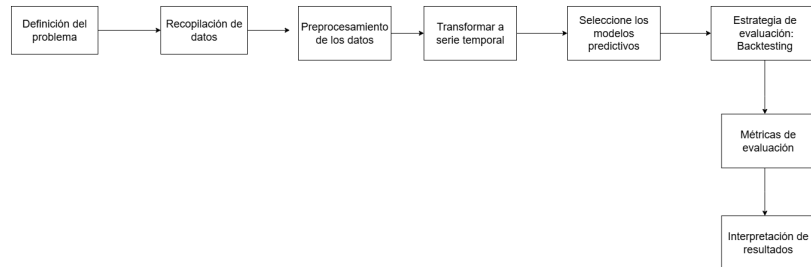 Definición del
problema
Recopilación de
datos
Preprocesamiento
de los datos
Transformar a
serie temporal
Seleccione los
modelos
predictivos
Estrategia de
evaluación:
Backtesting
Métricas de
evaluación
Interpretación de
resultados